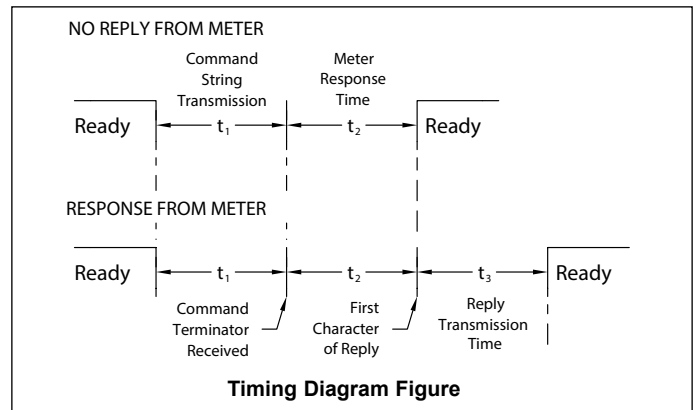 NO REPLY FROM METER
Command
String
Transmission
Meter
Response
Time
Ready
t₁
t₂
Ready
RESPONSE FROM METER
Ready
t₁
t₂
t₃
Ready
Command
Terminator
Received
First
Character
of Reply
Reply
Transmission
Time
Timing Diagram Figure